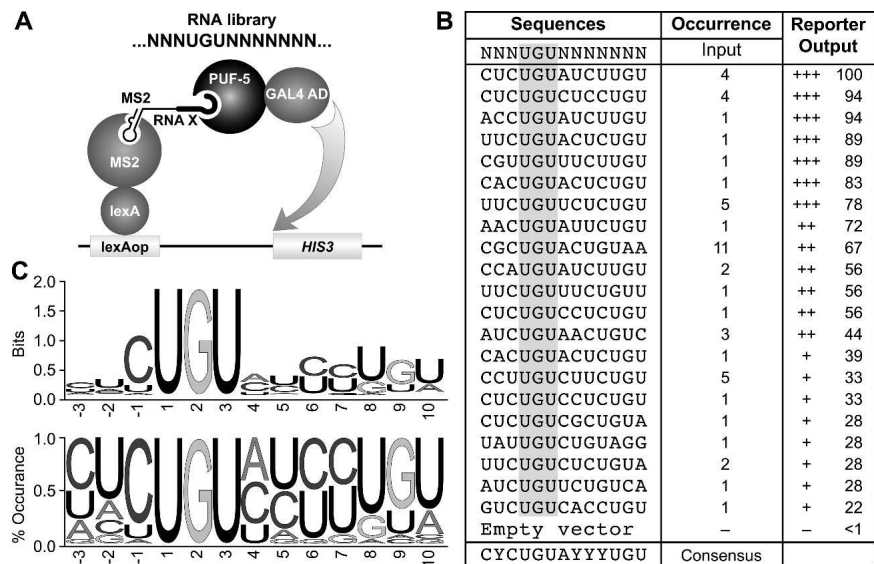 A
RNA library
...NNNUGUNNNNNNN...
PUF-5
GAL4 AD
MS2
RNA X
MS2
lexA
lexAop
HIS3
B
Sequences Occurrence Reporter Output
NNNUGUNNNNNNN Input
CUCUGUAUCUUGU 4 +++ 100
CUCUGUCUCCUGU 4 +++ 94
ACCUGUAUCUUGU 1 +++ 94
UUCUGUACUCUGU 1 +++ 89
CGUUGUUUCUUGU 1 +++ 89
CACUGUACUCUGU 1 +++ 83
UUCUGUUCUCUGU 5 +++ 78
AACUGUAUUCUGU 1 ++ 72
CGCUGUACUGUAA 11 ++ 67
CCAUGUAUCUUGU 2 ++ 56
UUCUGUUUCUGUU 1 ++ 56
CUCUGUCCUCUGU 1 ++ 56
AUCUGUAACUGUC 3 ++ 44
CACUGUACUCUGU 1 + 39
CCUUGUCUUCUGU 5 + 33
CUCUGUCCUCUGU 1 + 33
CUCUGUCGCUGUA 1 + 28
UAUUGUCUGUAGG 1 + 28
UUCUGUCUCUGUA 2 + 28
AUCUGUUCUGUCA 1 + 28
GUCUGUCACCUGU 1 + 22
Empty vector – – <1
CYCUGUAYYYUGU Consensus
C
Bits
2.0
1.5
1.0
0.5
0.0
-3 -2 -1 1 2 3 4 5 6 7 8 9 10
% Occurance
1.0
0.5
0.0
-3 -2 -1 1 2 3 4 5 6 7 8 9 10